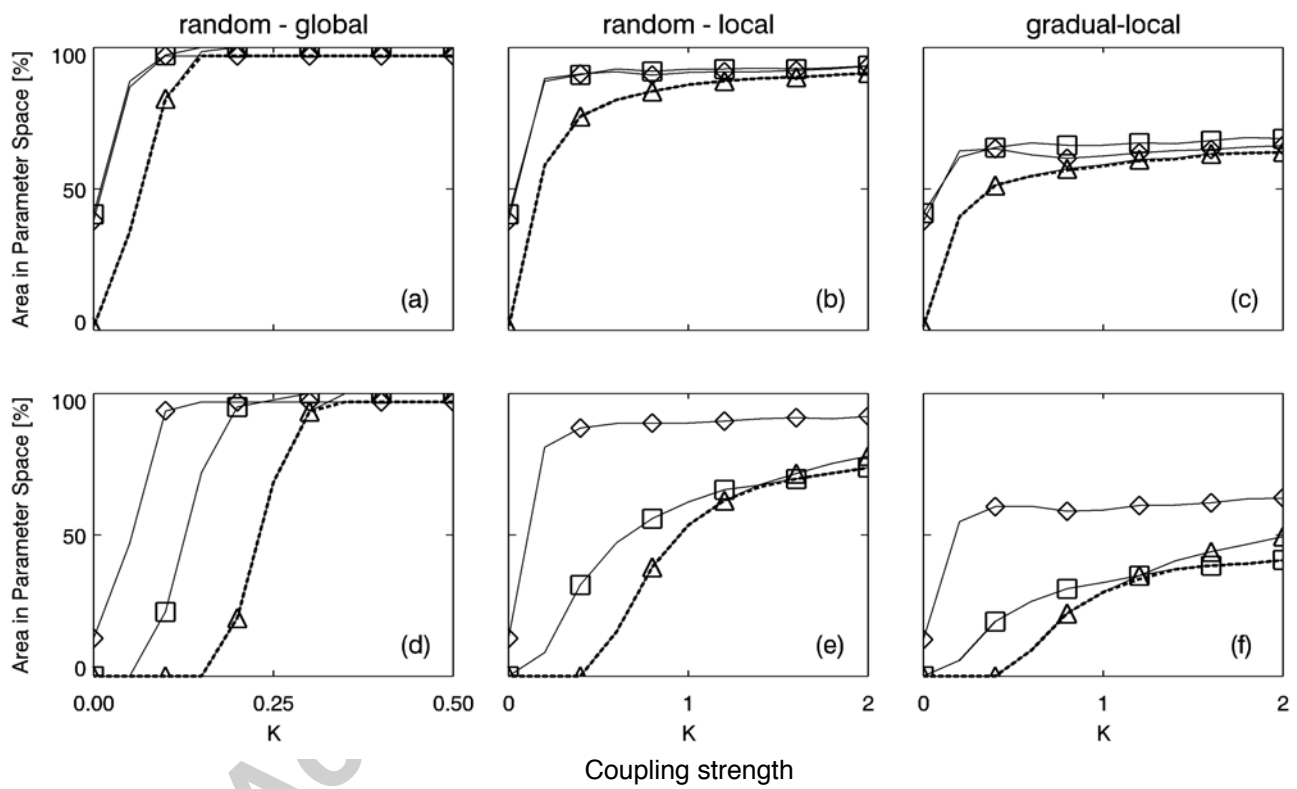 random - global
random - local
gradual-local
Area in Parameter Space [%]
100
50
0
(a)
(b)
(c)
Area in Parameter Space [%]
100
50
0
(d)
(e)
(f)
0.00 0.25 0.50
0 1 2
0 1 2
K
K
K
Coupling strength